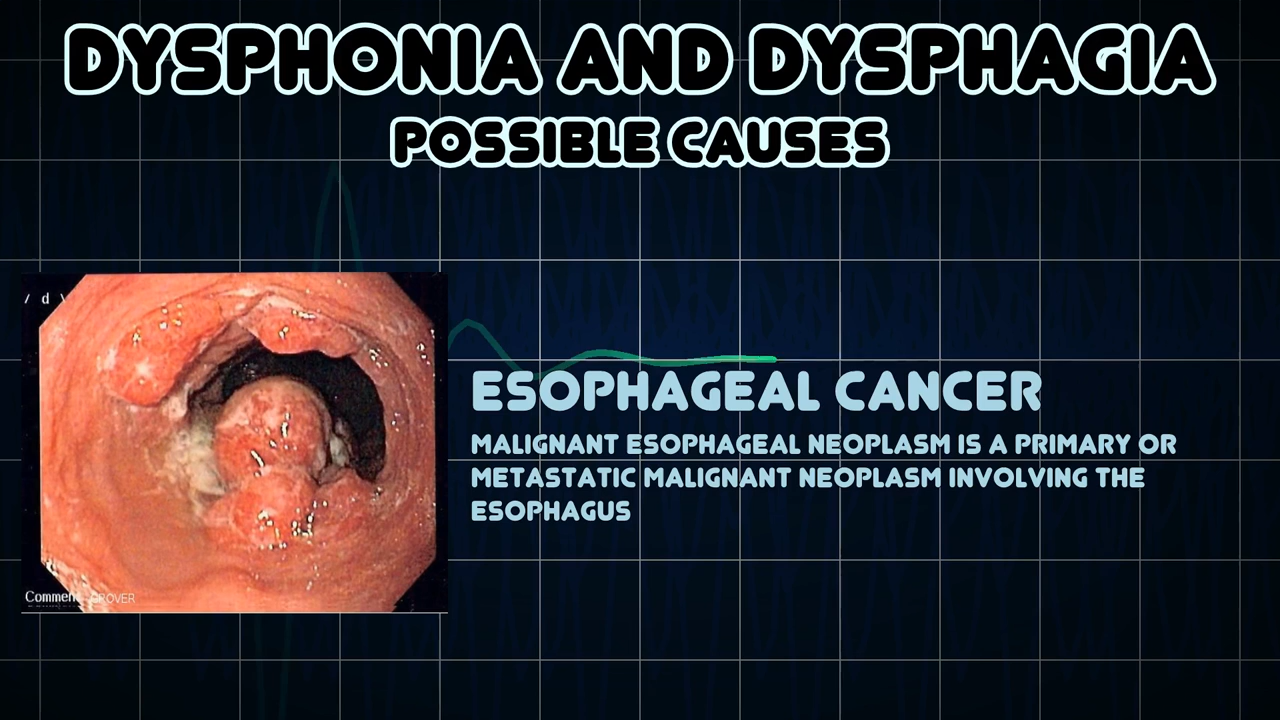 DYSPHONIA AND DYSPHAGIA
POSSIBLE CAUSES
/ d \
ESOPHAGEAL CANCER
MALIGNANT ESOPHAGEAL NEOPLASM IS A PRIMARY OR
METASTATIC MALIGNANT NEOPLASM INVOLVING THE
ESOPHAGUS